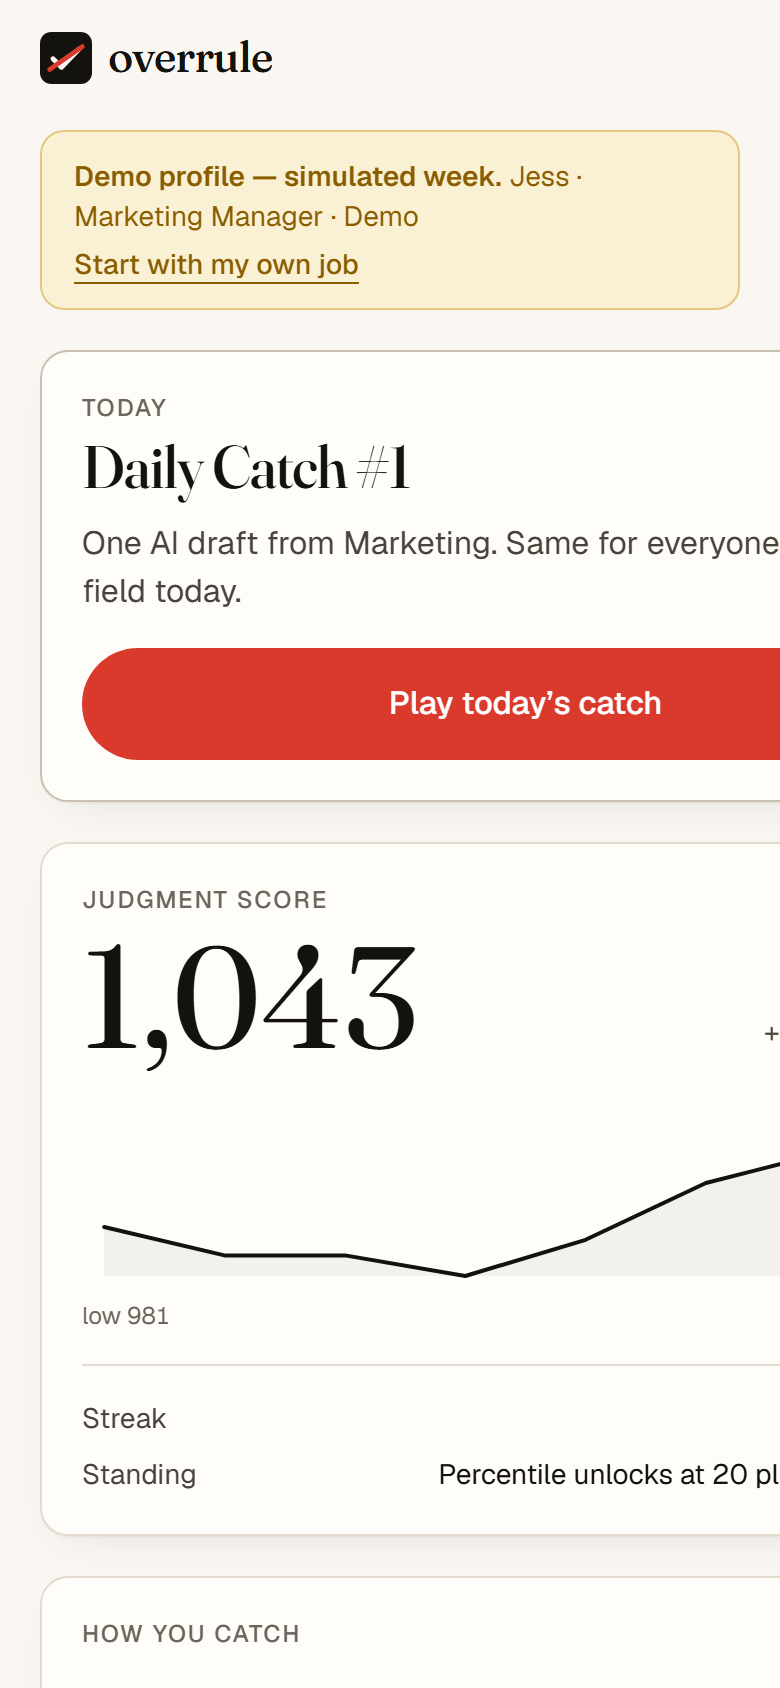 overrule
Demo profile — simulated week. Jess ·
Marketing Manager · Demo
Start with my own job
TODAY
Daily Catch #1
One AI draft from Marketing. Same for everyone
field today.
Play today’s catch
JUDGMENT SCORE
1,043
+
low 981
Streak
Standing Percentile unlocks at 20 pl
HOW YOU CATCH